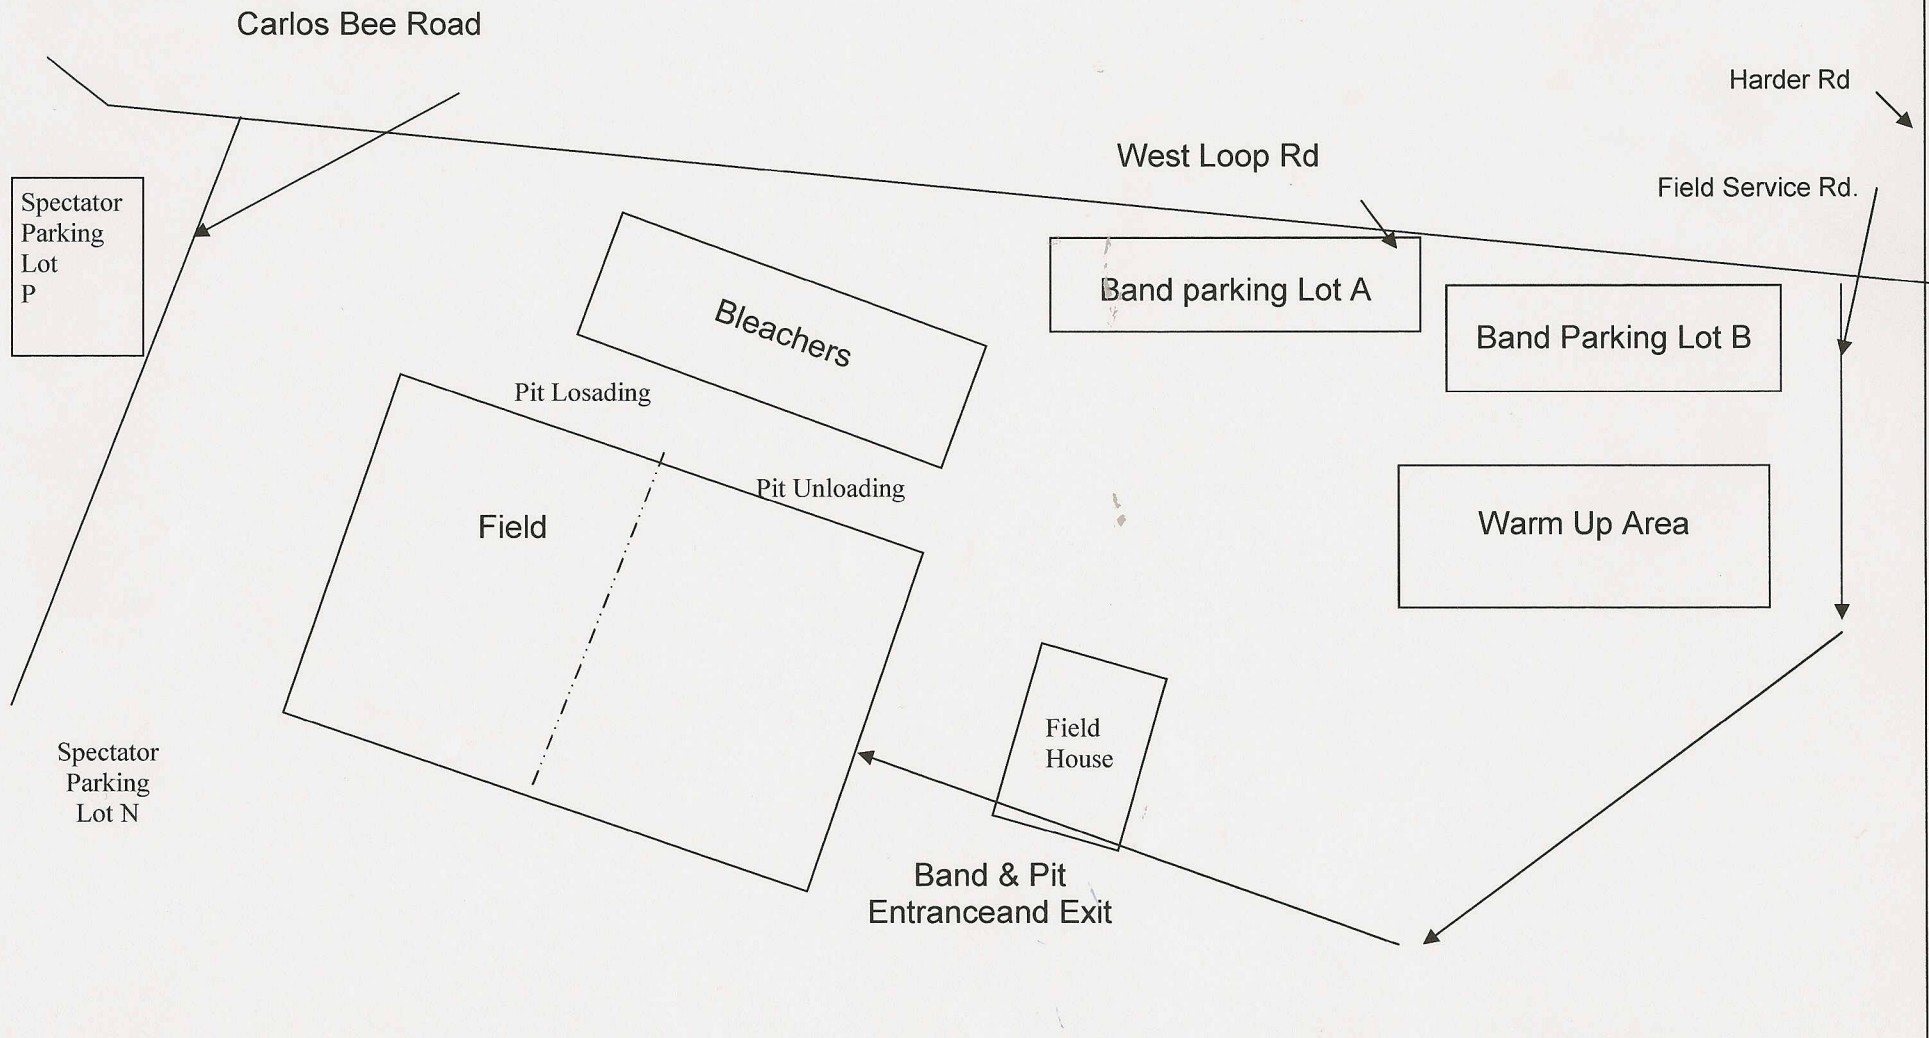 Carlos Bee Road
Harder Rd
West Loop Rd
Field Service Rd.
Spectator
Parking
Lot
P
Band parking Lot A
Bleachers
Band Parking Lot B
Pit Losading
Pit Unloading
Field
Warm Up Area
Field
House
Spectator
Parking
Lot N
Band & Pit
Entranceand Exit